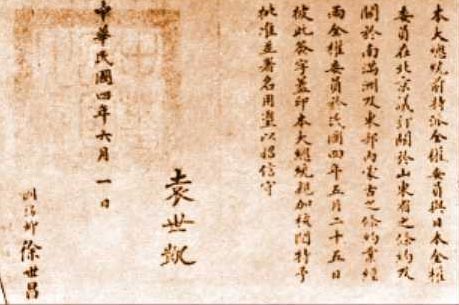 本大總統前特派全權委員與日本全權
委員在北京議訂關於山東省之條約及
關於南滿洲及東部內蒙古之條約業經
兩全權委員於民國四年五月二十五日
彼此簽字蓋印本大總統親加核閱特予
批准並署名用璽以昭信守
袁世凱
中華民國四年六月一日
國務卿 徐世昌